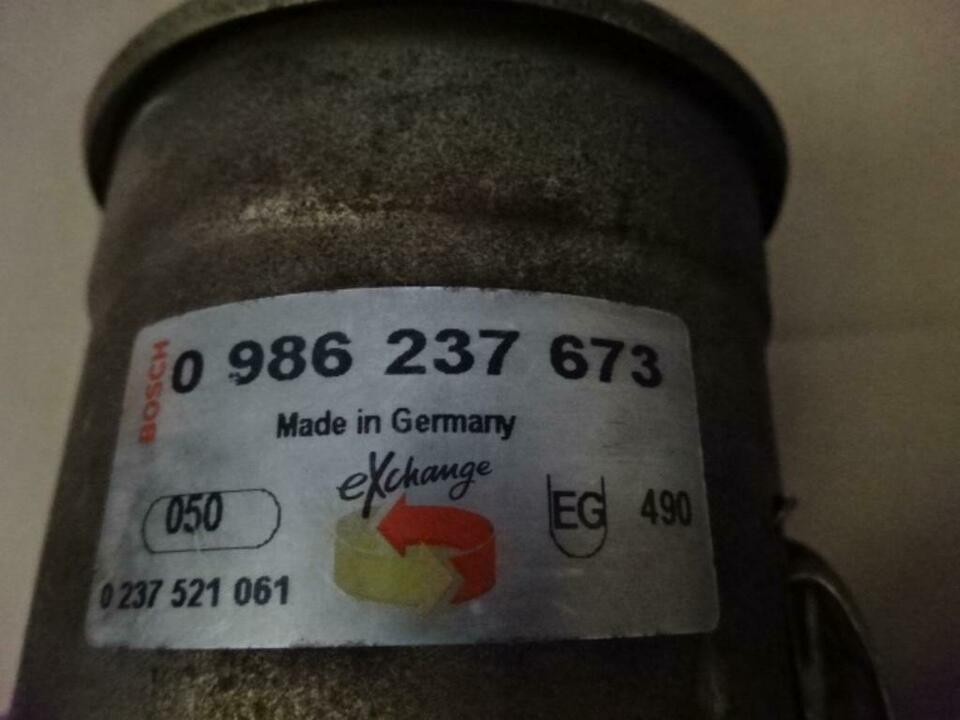 BOSCH
0 986 237 673
Made in Germany
eXchange
050
EG 490
0 237 521 061